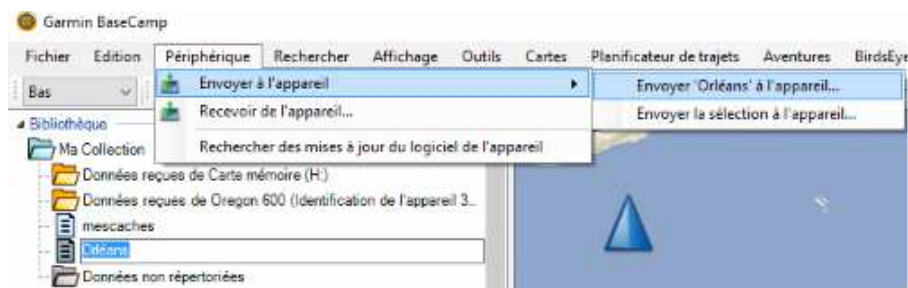 Garmin BaseCamp
Fichier Edition Périphérique Rechercher Affichage Outils Cartes Planificateur de trajets Aventures BirdsEye
Bas
Envoyer à l'appareil
Envoyer 'Orléans' à l'appareil...
Recevoir de l'appareil...
Envoyer la sélection à l'appareil...
Rechercher des mises à jour du logiciel de l'appareil
Bibliothèque
Ma Collection
Données reçues de Carte mémoire (H:)
Données reçues de Oregon 600 (Identification de l'appareil 3...
mescaches
Orléans
Données non répertoriées